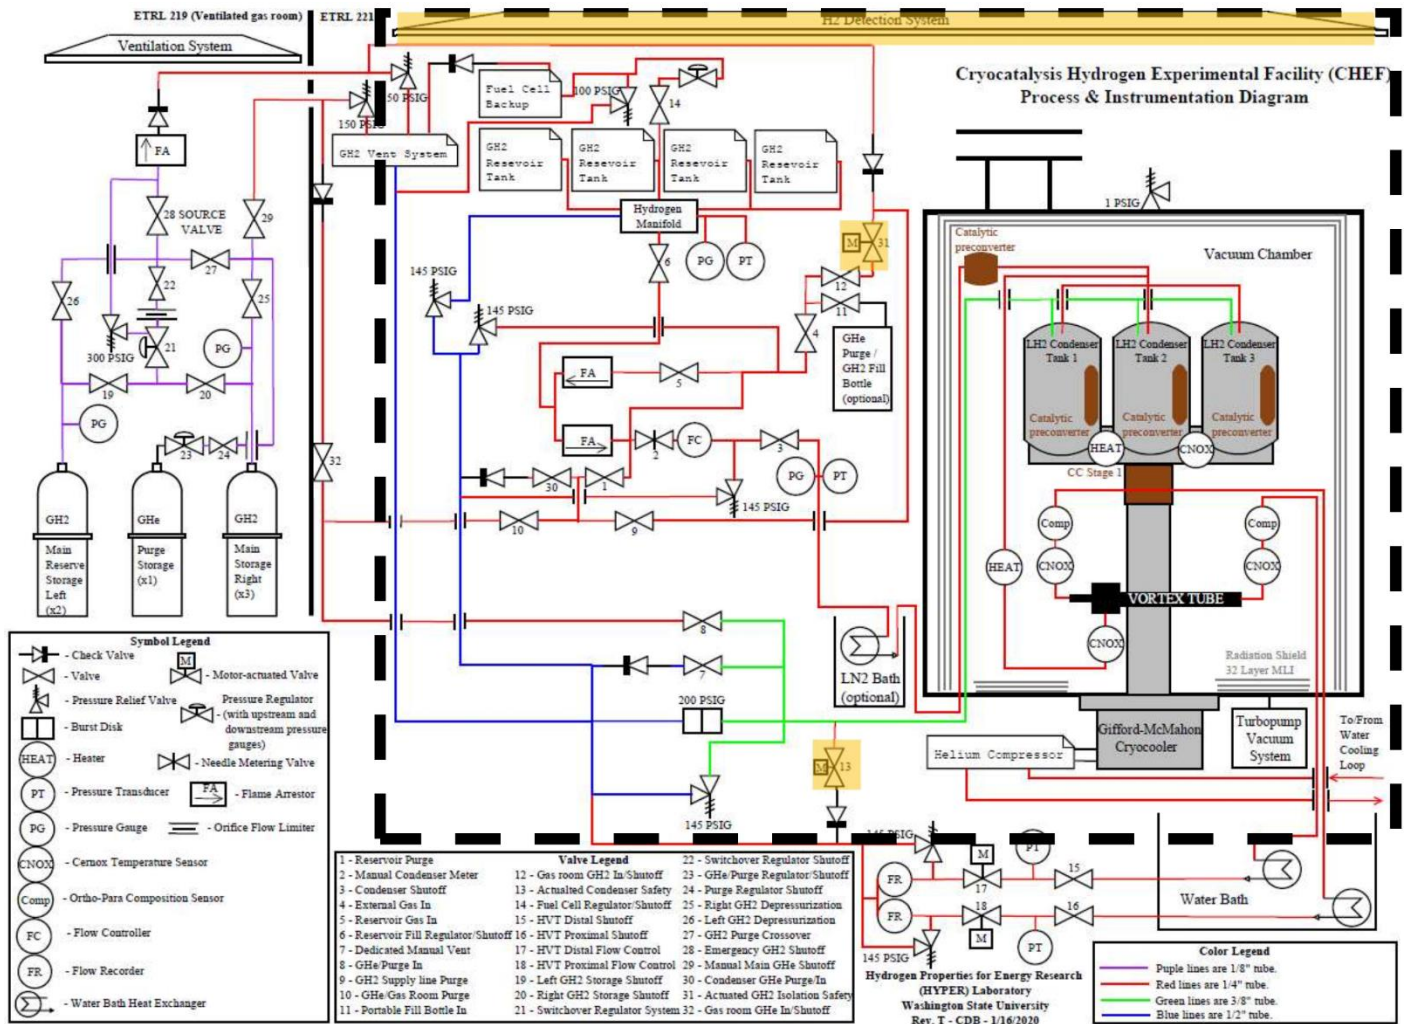 ETRL 219 (Ventilated gas room)
ETRL 221
H2 Detection System
Ventilation System
Cryocatalysis Hydrogen Experimental Facility (CHEF)
Process & Instrumentation Diagram
Fuel Cell
Backup
100 PSIG
14
50 PSIG
150 PSIG
GH2 Vent System
FA
GH2
Resevoir
Tank
GH2
Resevoir
Tank
GH2
Resevoir
Tank
GH2
Resevoir
Tank
1 PSIG
28 SOURCE
VALVE
29
Hydrogen
Manifold
Catalytic
preconverter
Vacuum Chamber
M
31
PG
PT
6
27
145 PSIG
12
22
26
25
11
145 PSIG
4
300 PSIG
21
PG
GHe
Purge /
GH2 Fill
Bottle
(optional)
LH2 Condenser
Tank 1
LH2 Condenser
Tank 2
LH2 Condenser
Tank 3
FA
5
19
20
PG
Catalytic
preconverter
Catalytic
preconverter
Catalytic
preconverter
FA
2
FC
3
HEAT
CNOX
23
24
32
30
1
PG
PT
CC Stage 1
145 PSIG
GH2
GHe
GH2
10
9
Comp
Comp
Main
Reserve
Storage
Left
(x2)
Purge
Storage
(x1)
Main
Storage
Right
(x3)
HEAT
CNOX
CNOX
VORTEX TUBE
8
CNOX
Radiation Shield
32 Layer MLI
7
LN2 Bath
(optional)
200 PSIG
Gifford-McMahon
Cryocooler
Turbopump
Vacuum
System
To/From
Water
Cooling
Loop
Helium Compressor
M
13
145 PSIG
145 PSIG
Symbol Legend
- Check Valve
- Valve
M
- Motor-actuated Valve
- Pressure Relief Valve
Pressure Regulator
- (with upstream and
downstream pressure
gauges)
- Burst Disk
HEAT
- Heater
- Needle Metering Valve
PT
- Pressure Transducer
FA
- Flame Arrestor
PG
- Pressure Gauge
- Orifice Flow Limiter
CNOX
- Cernox Temperature Sensor
Comp
- Ortho-Para Composition Sensor
FC
- Flow Controller
FR
- Flow Recorder
- Water Bath Heat Exchanger
Valve Legend
1 - Reservoir Purge
2 - Manual Condenser Meter
3 - Condenser Shutoff
4 - External Gas In
5 - Reservoir Gas In
6 - Reservoir Fill Regulator/Shutoff
7 - Dedicated Manual Vent
8 - GHe/Purge In
9 - GH2 Supply line Purge
10 - GHe/Gas Room Purge
11 - Portable Fill Bottle In
12 - Gas room GH2 In/Shutoff
13 - Actualted Condenser Safety
14 - Fuel Cell Regulator/Shutoff
15 - HVT Distal Shutoff
16 - HVT Proximal Shutoff
17 - HVT Distal Flow Control
18 - HVT Proximal Flow Control
19 - Left GH2 Storage Shutoff
20 - Right GH2 Storage Shutoff
21 - Switchover Regulator System
22 - Switchover Regulator Shutoff
23 - GHe/Purge Regulator/Shutoff
24 - Purge Regulator Shutoff
25 - Right GH2 Depressurization
26 - Left GH2 Depressurization
27 - GH2 Purge Crossover
28 - Emergency GH2 Shutoff
29 - Manual Main GHe Shutoff
30 - Condenser GHe Purge/In
31 - Actuated GH2 Isolation Safety
32 - Gas room GHe In/Shutoff
M
PT
FR
17
15
FR
18
16
M
PT
145 PSIG
Water Bath
Hydrogen Properties for Energy Research
(HYPER) Laboratory
Washington State University
Rev. T - CDB - 1/16/2020
Color Legend
Puple lines are 1/8" tube.
Red lines are 1/4" tube.
Green lines are 3/8" tube.
Blue lines are 1/2" tube.